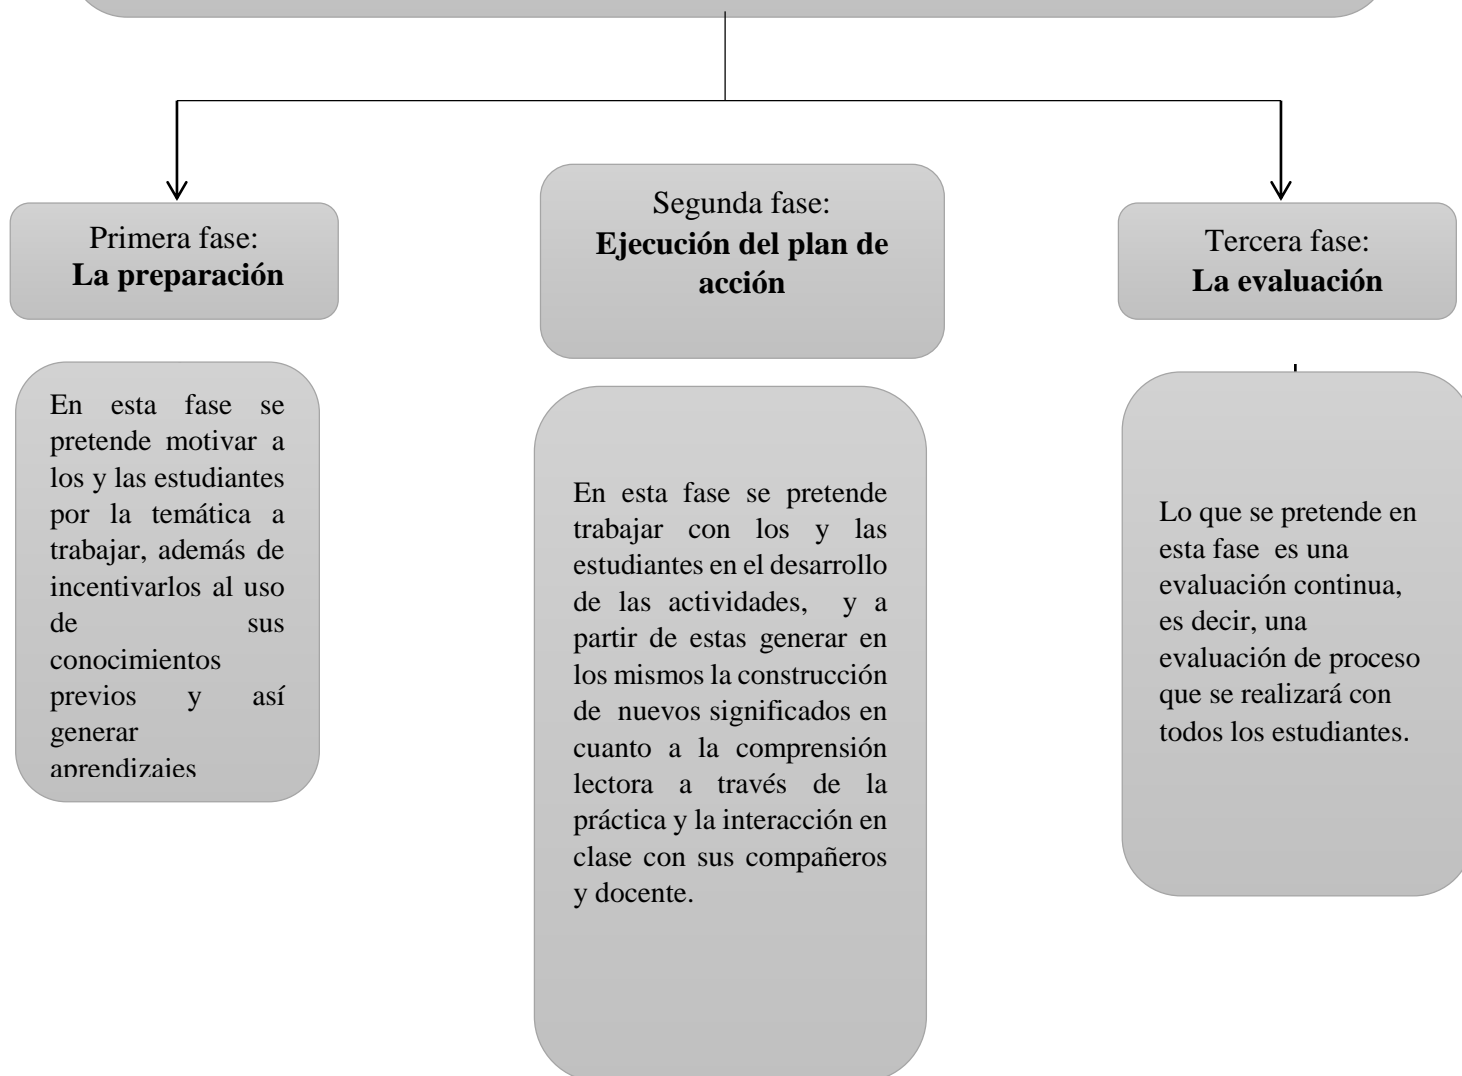 Primera fase:
La preparación
En esta fase se
pretende motivar a
los y las estudiantes
por la temática a
trabajar, además de
incentivarlos al uso
de sus
conocimientos
previos y así
generar
aprendizajes
Segunda fase:
Ejecución del plan de
acción
En esta fase se pretende
trabajar con los y las
estudiantes en el desarrollo
de las actividades, y a
partir de estas generar en
los mismos la construcción
de nuevos significados en
cuanto a la comprensión
lectora a través de la
práctica y la interacción en
clase con sus compañeros
y docente.
Tercera fase:
La evaluación
Lo que se pretende en
esta fase es una
evaluación continua,
es decir, una
evaluación de proceso
que se realizará con
todos los estudiantes.